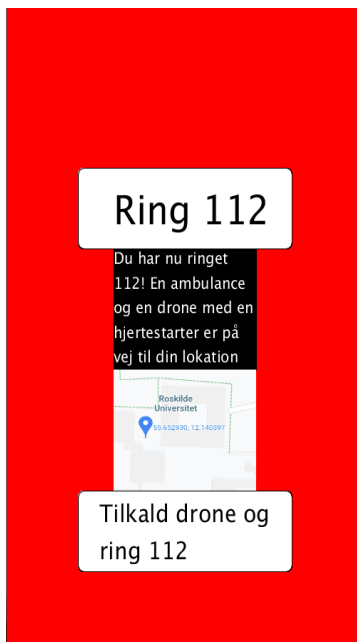 Ring 112
Du har nu ringet
112! En ambulance
og en drone med en
hjertestarter er på
vej til din lokation
Roskilde
Universitet
55.652930, 12.140397
Tilkald drone og
ring 112